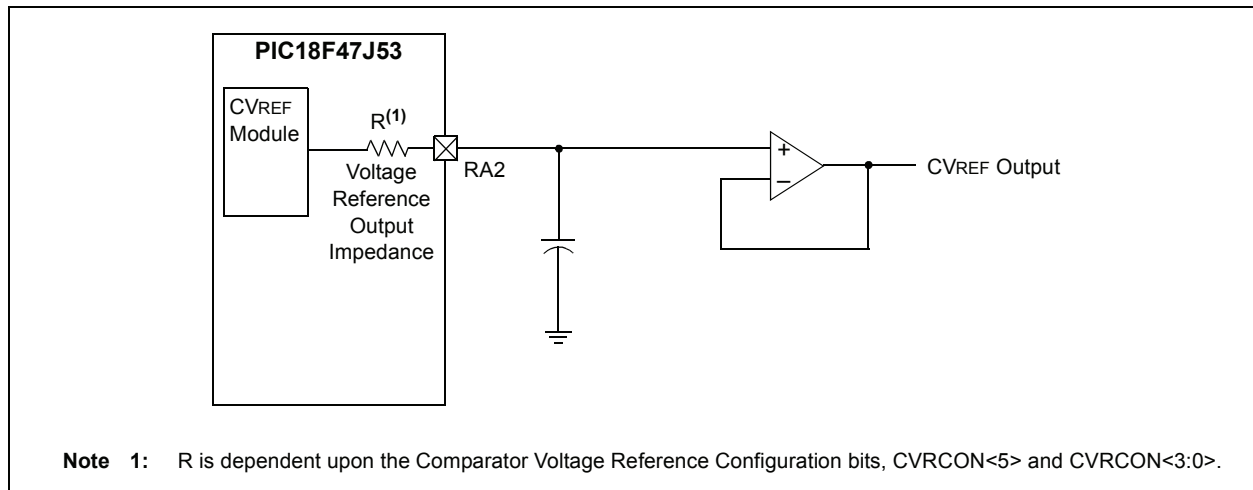 PIC18F47J53
CVREF
Module
R(1)
Voltage
Reference
Output
Impedance
RA2
+
–
CVREF Output
Note 1: R is dependent upon the Comparator Voltage Reference Configuration bits, CVRCON<5> and CVRCON<3:0>.